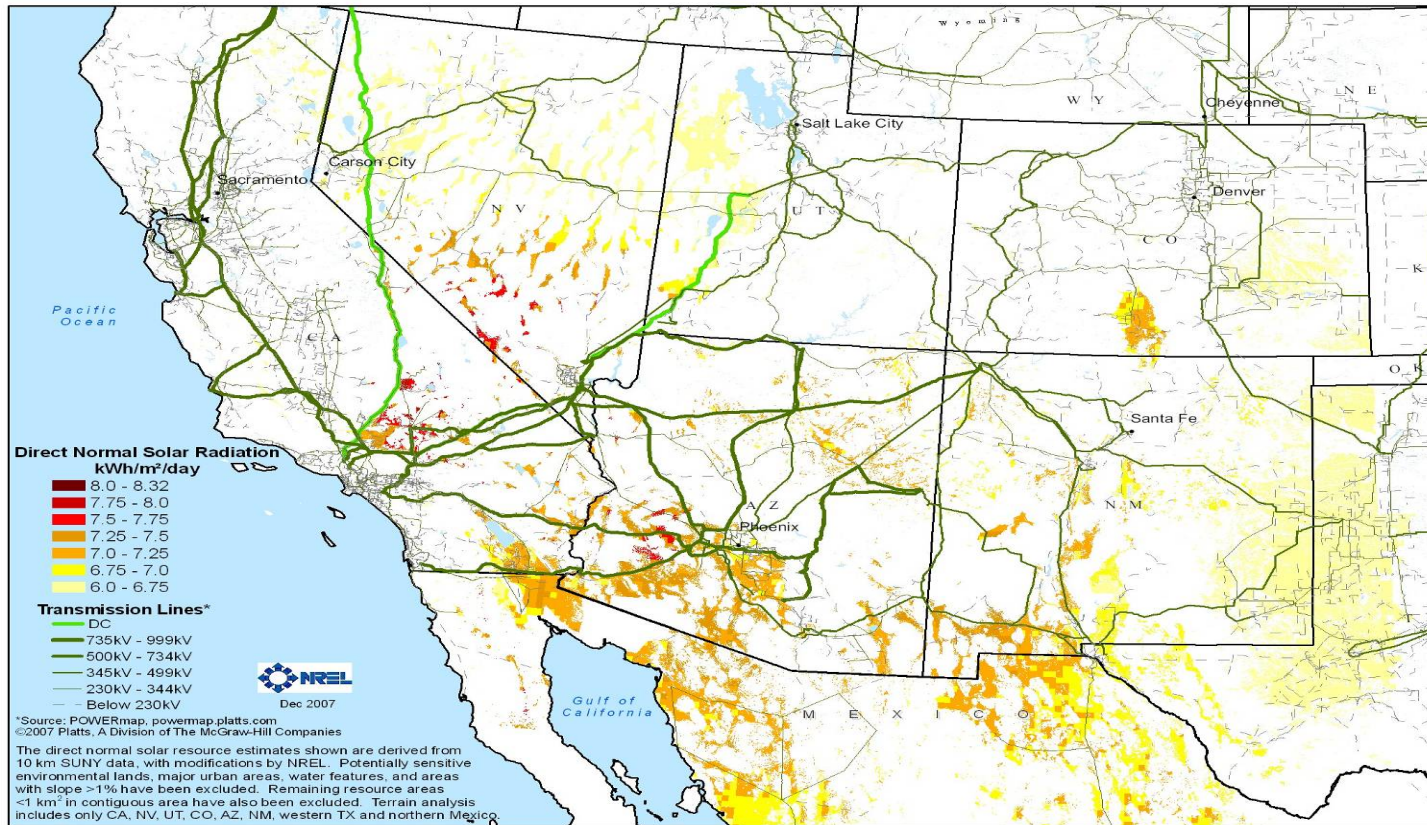 Wyoming
WY
NE
Cheyenne
Salt Lake City
Carson City
Sacramento
NV
UT
Denver
CO
K
Pacific
Ocean
CA
OK
Santa Fe
AZ
NM
Phoenix
Gulf of
California
MEXICO
Direct Normal Solar Radiation
kWh/m²/day
8.0 - 8.32
7.75 - 8.0
7.5 - 7.75
7.25 - 7.5
7.0 - 7.25
6.75 - 7.0
6.0 - 6.75
Transmission Lines*
DC
735kV - 999kV
500kV - 734kV
345kV - 499kV
230kV - 344kV
Below 230kV
NREL
Dec 2007
*Source: POWERmap, powermap.platts.com
©2007 Platts, A Division of The McGraw-Hill Companies
The direct normal solar resource estimates shown are derived from
10 km SUNY data, with modifications by NREL. Potentially sensitive
environmental lands, major urban areas, water features, and areas
with slope >1% have been excluded. Remaining resource areas
<1 km² in contiguous area have also been excluded. Terrain analysis
includes only CA, NV, UT, CO, AZ, NM, western TX and northern Mexico.